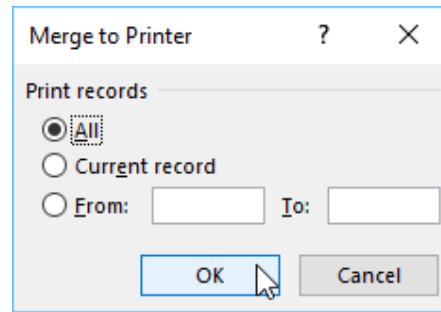 Merge to Printer ?
Print records
All
Current record
From: To:
OK Cancel